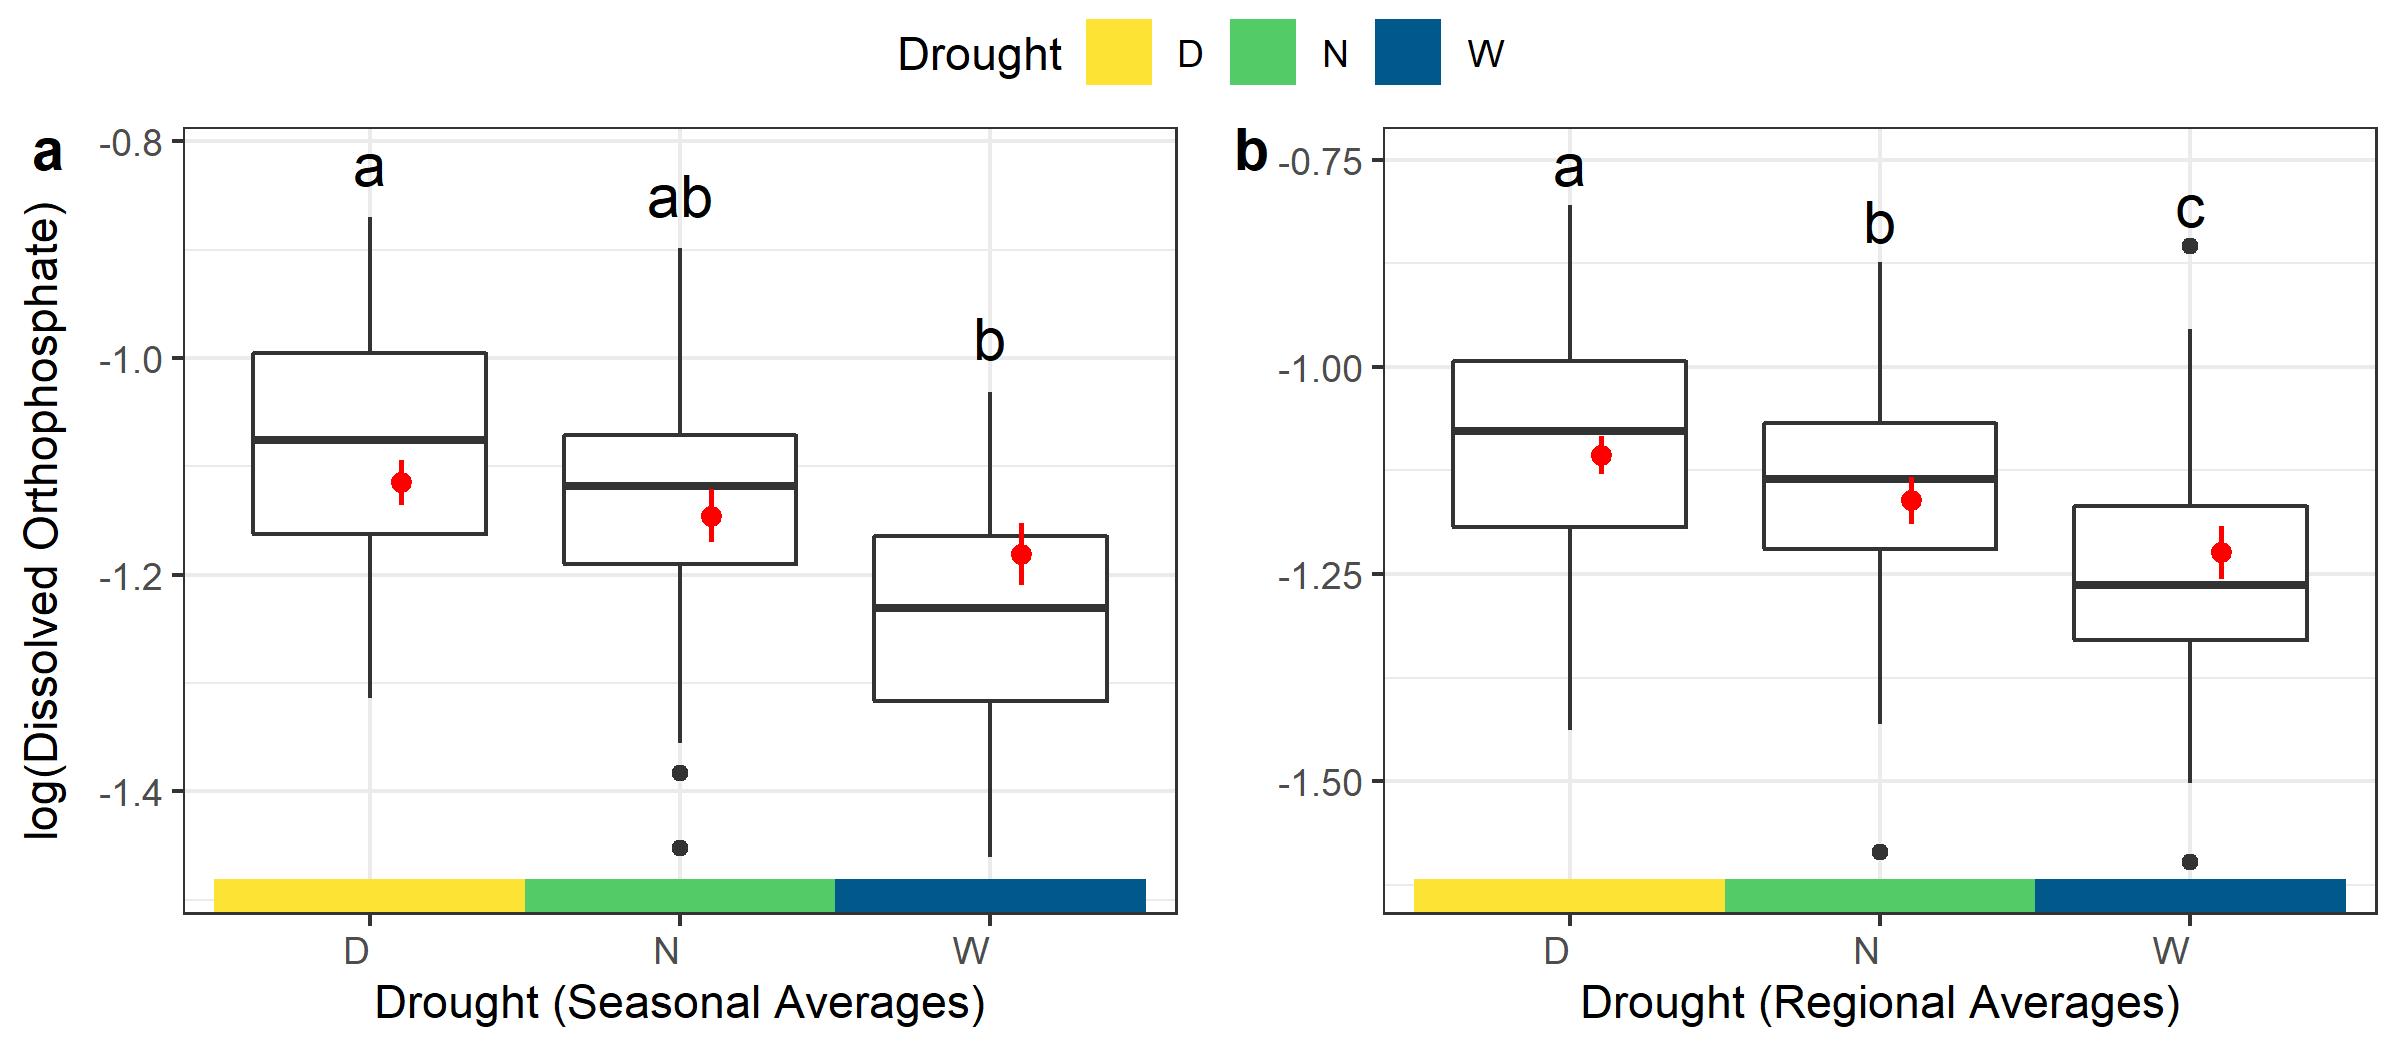 Drought D N W
a
log(Dissolved Orthophosphate)
-0.8
-1.0
-1.2
-1.4
a
ab
b
D N W
Drought (Seasonal Averages)
b
-0.75
-1.00
-1.25
-1.50
a
b
c
D N W
Drought (Regional Averages)